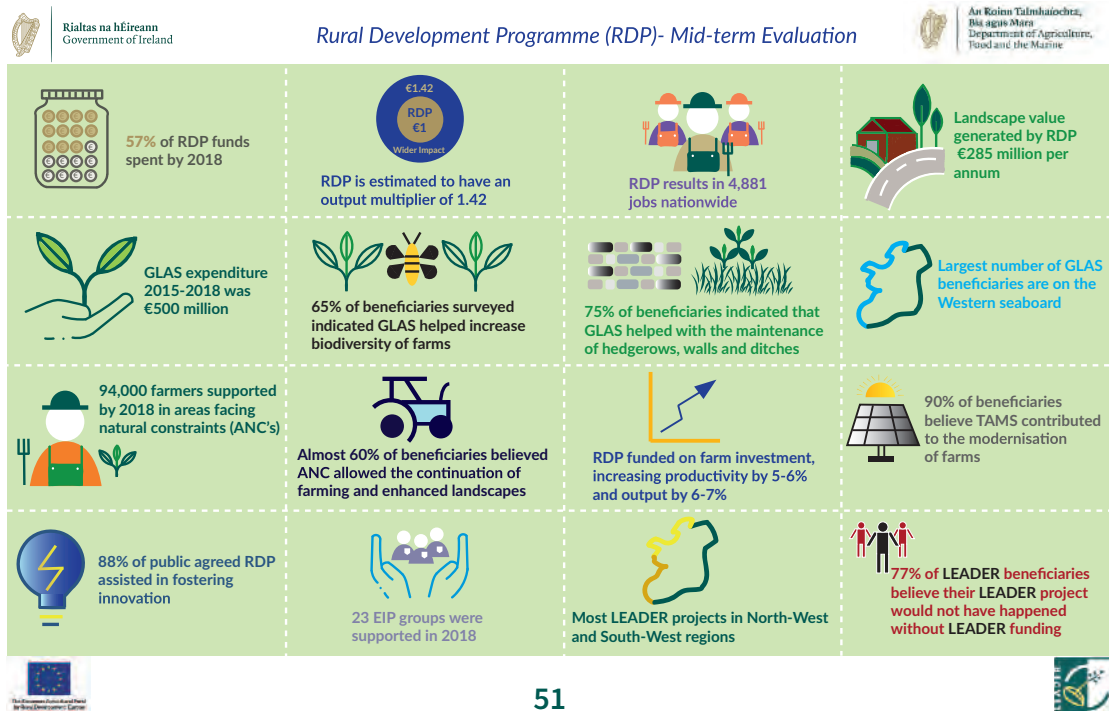 Rialtas na hÉireann
Government of Ireland
Rural Development Programme (RDP)- Mid-term Evaluation
An Roinn Talmhaíochta,
Bia agus Mara
Department of Agriculture,
Food and the Marine
57% of RDP funds
spent by 2018
€1.42
RDP
€1
Wider Impact
RDP is estimated to have an
output multiplier of 1.42
RDP results in 4,881
jobs nationwide
Landscape value
generated by RDP
€285 million per
annum
GLAS expenditure
2015-2018 was
€500 million
65% of beneficiaries surveyed
indicated GLAS helped increase
biodiversity of farms
75% of beneficiaries indicated that
GLAS helped with the maintenance
of hedgerows, walls and ditches
Largest number of GLAS
beneficiaries are on the
Western seaboard
94,000 farmers supported
by 2018 in areas facing
natural constraints (ANC's)
Almost 60% of beneficiaries believed
ANC allowed the continuation of
farming and enhanced landscapes
RDP funded on farm investment,
increasing productivity by 5-6%
and output by 6-7%
90% of beneficiaries
believe TAMS contributed
to the modernisation
of farms
88% of public agreed RDP
assisted in fostering
innovation
23 EIP groups were
supported in 2018
Most LEADER projects in North-West
and South-West regions
77% of LEADER beneficiaries
believe their LEADER project
would not have happened
without LEADER funding
51
LEADER